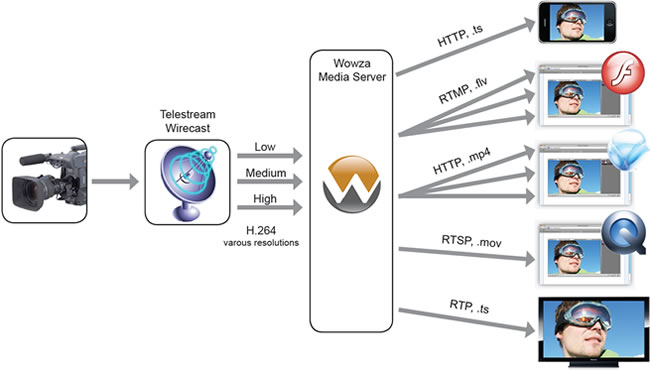 Telestream
Wirecast
Low
Medium
High
H.264
varous resolutions
Wowza
Media Server
HTTP, .ts
RTMP, .flv
HTTP, .mp4
RTSP, .mov
RTP, .ts